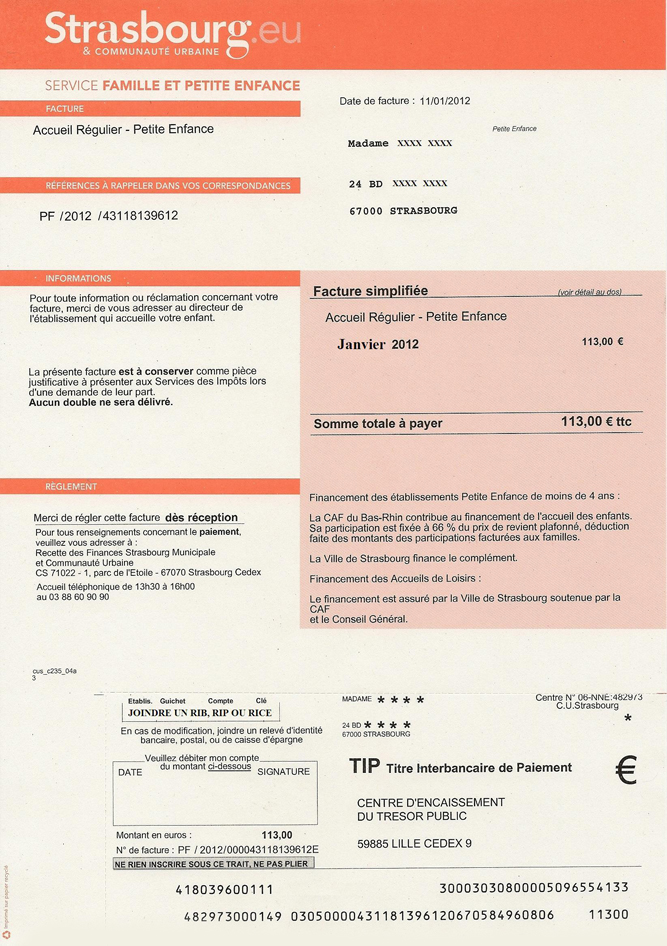 Strasbourg.eu
& COMMUNAUTÉ URBAINE
SERVICE FAMILLE ET PETITE ENFANCE
FACTURE
Accueil Régulier - Petite Enfance
Date de facture : 11/01/2012
Petite Enfance
Madame XXXX XXXX
24 BD XXXX XXXX
67000 STRASBOURG
RÉFÉRENCES À RAPPELER DANS VOS CORRESPONDANCES
PF /2012 /43118139612
INFORMATIONS
Pour toute information ou réclamation concernant votre
facture, merci de vous adresser au directeur de
l'établissement qui accueille votre enfant.
La présente facture est à conserver comme pièce
justificative à présenter aux Services des Impôts lors
d'une demande de leur part.
Aucun double ne sera délivré.
Facture simplifiée (voir détail au dos)
Accueil Régulier - Petite Enfance
Janvier 2012 113,00 €
Somme totale à payer 113,00 € ttc
RÈGLEMENT
Merci de régler cette facture dès réception
Pour tous renseignements concernant le paiement,
veuillez vous adresser à :
Recette des Finances Strasbourg Municipale
et Communauté Urbaine
CS 71022 - 1, parc de l'Etoile - 67070 Strasbourg Cedex
Accueil téléphonique de 13h30 à 16h00
au 03 88 60 90 90
Financement des établissements Petite Enfance de moins de 4 ans :
La CAF du Bas-Rhin contribue au financement de l'accueil des enfants.
Sa participation est fixée à 66 % du prix de revient plafonné, déduction
faite des montants des participations facturées aux familles.
La Ville de Strasbourg finance le complément.
Financement des Accueils de Loisirs :
Le financement est assuré par la Ville de Strasbourg soutenue par la
CAF
et le Conseil Général.
cus_c235_04a
3
Etablis. Guichet Compte Clé
JOINDRE UN RIB, RIP OU RICE
En cas de modification, joindre un relevé d'identité
bancaire, postal, ou de caisse d'épargne
Veuillez débiter mon compte
du montant ci-dessous
DATE SIGNATURE
Montant en euros : 113,00
N° de facture : PF / 2012/000043118139612E
NE RIEN INSCRIRE SOUS CE TRAIT, NE PAS PLIER
MADAME * * * *
24 BD * * * *
67000 STRASBOURG
Centre N° 06-NNE:482973
C.U.Strasbourg
*
TIP Titre Interbancaire de Paiement €
CENTRE D'ENCAISSEMENT
DU TRESOR PUBLIC
59885 LILLE CEDEX 9
418039600111 30003030800005096554133
482973000149 03050000431181396120670584960806 11300
Imprimé sur papier recyclé